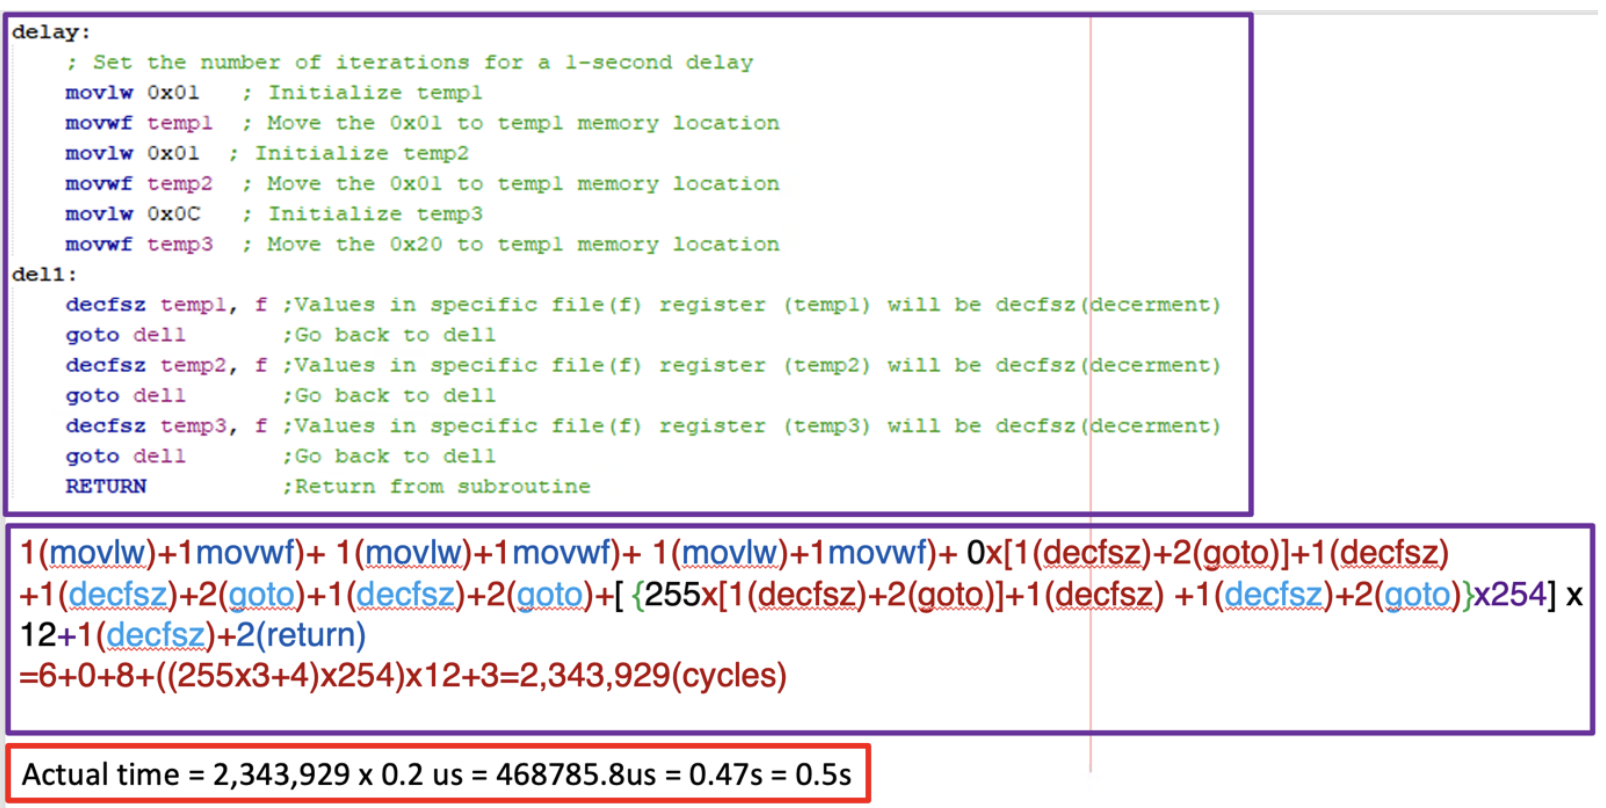 delay:
; Set the number of iterations for a 1-second delay
movlw 0x01 ; Initialize temp1
movwf temp1 ; Move the 0x01 to temp1 memory location
movlw 0x01 ; Initialize temp2
movwf temp2 ; Move the 0x01 to temp1 memory location
movlw 0x0C ; Initialize temp3
movwf temp3 ; Move the 0x20 to temp1 memory location
del1:
decfsz temp1, f ;Values in specific file(f) register (temp1) will be decfsz(decerment)
goto del1 ;Go back to del1
decfsz temp2, f ;Values in specific file(f) register (temp2) will be decfsz(decerment)
goto del1 ;Go back to del1
decfsz temp3, f ;Values in specific file(f) register (temp3) will be decfsz(decerment)
goto del1 ;Go back to del1
RETURN ;Return from subroutine
1(movlw)+1movwf)+ 1(movlw)+1movwf)+ 1(movlw)+1movwf)+ 0x[1(decfsz)+2(goto)]+1(decfsz)
+1(decfsz)+2(goto)+1(decfsz)+2(goto)+[ {255x[1(decfsz)+2(goto)]+1(decfsz) +1(decfsz)+2(goto)}x254] x
12+1(decfsz)+2(return)
=6+0+8+((255x3+4)x254)x12+3=2,343,929(cycles)
Actual time = 2,343,929 x 0.2 us = 468785.8us = 0.47s = 0.5s